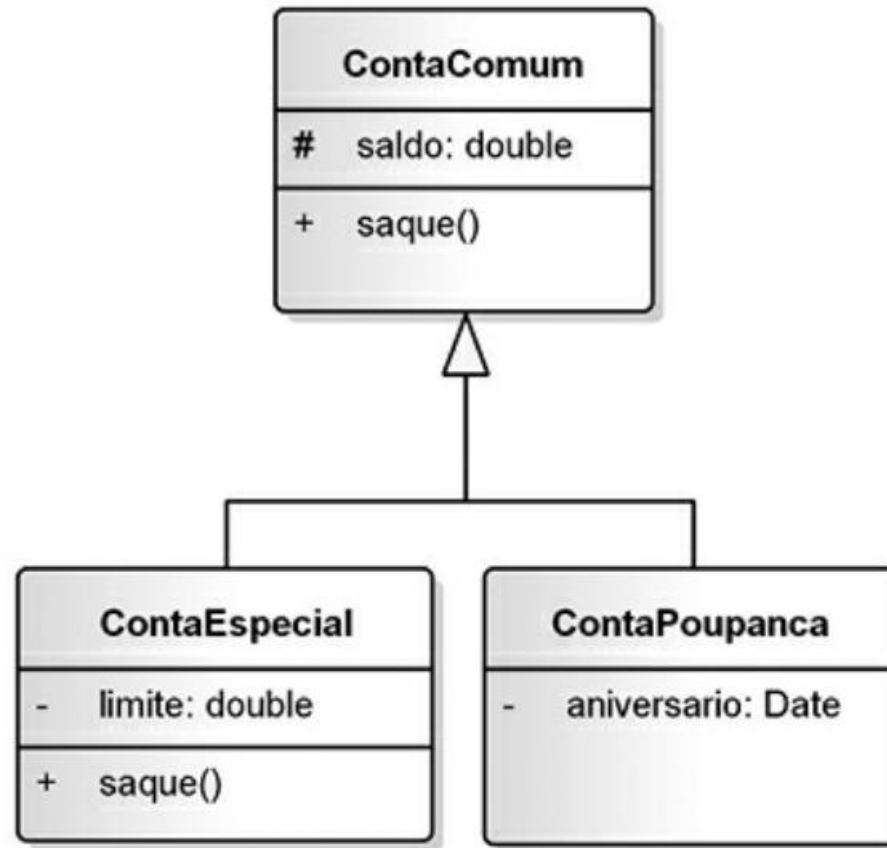 ContaComum
# saldo: double
+ saque()
ContaEspecial
- limite: double
+ saque()
ContaPoupanca
- aniversario: Date